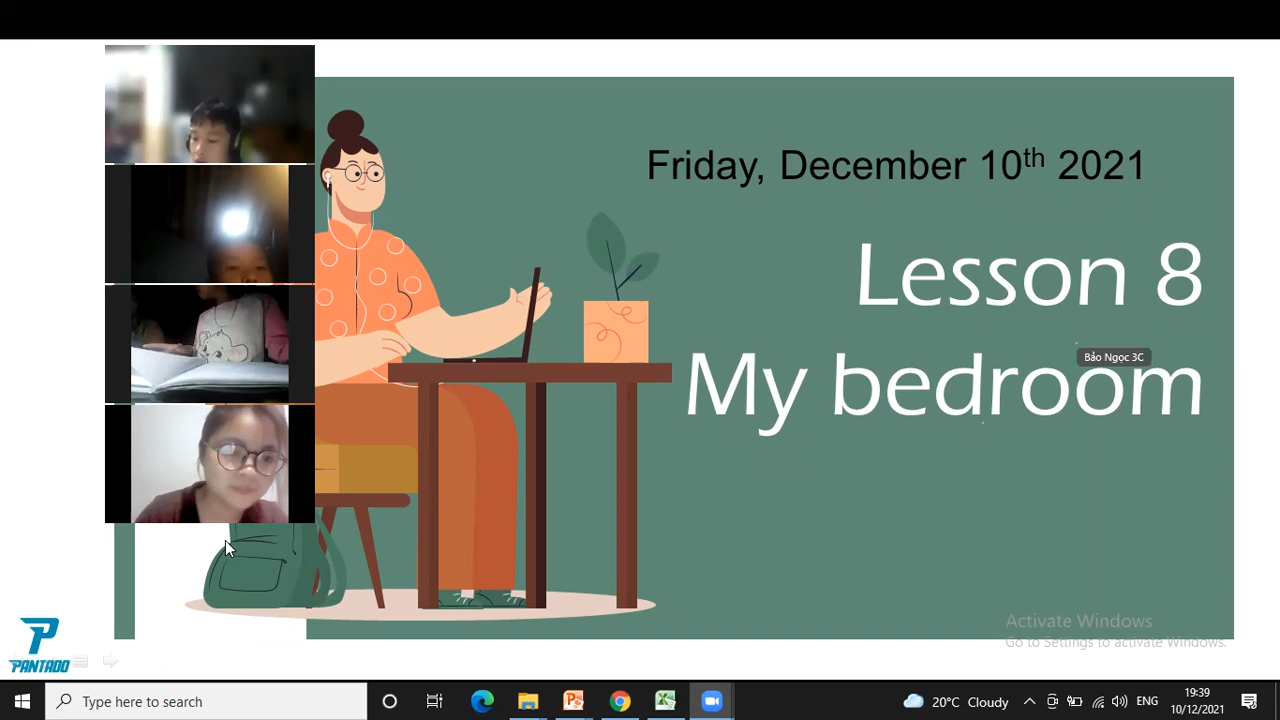 Friday, December 10th 2021
Lesson 8
Bảo Ngọc 3C
My bedroom
Activate Windows
Go to Settings to activate Windows.
PANTADO
Type here to search
20°C Cloudy
ENG
19:39
10/12/2021